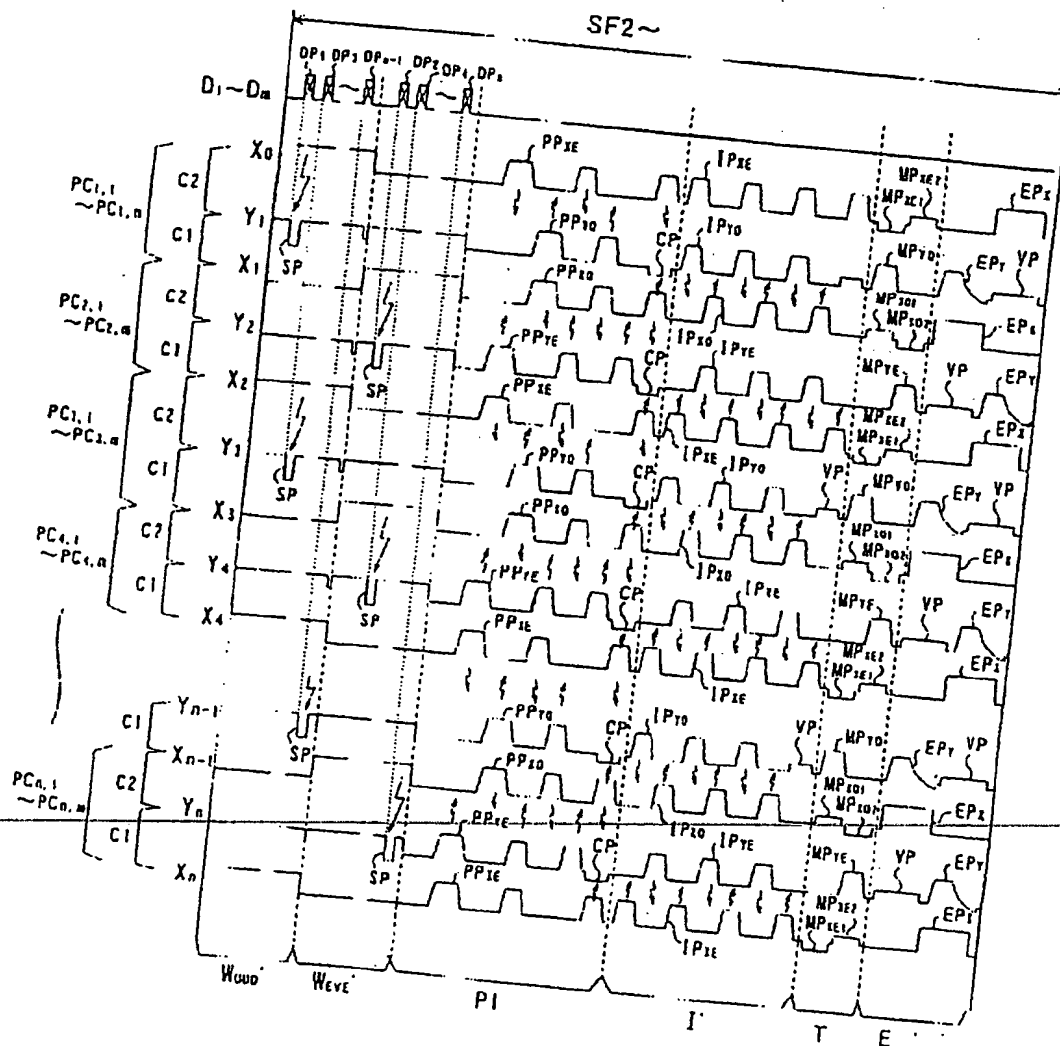 SF2~
DP1 DP3 ~ DPn-1 DP2 DP4 ~ DPn
D1~Dm
X0 PPXE IPXE MPXE1 MPXE2 EPX
PC1,1 ~PC1,m C2 C1
Y1 SP PPYO CP IPYO MPYO EPY VP
X1 PPXO IPXO MPXO1 MPXO2 EPX
PC2,1 ~PC2,m C2 C1
Y2 SP PPYE CP IPYE MPYE VP EPY
X2 PPXE IPXE MPXE1 MPXE2 EPX
PC3,1 ~PC3,m C2 C1
Y3 SP PPYO CP IPYO VP MPYO EPY VP
X3 PPXO IPXO MPXO1 MPXO2 EPX
PC4,1 ~PC4,m C2 C1
Y4 SP PPYE CP IPYE MPYE VP EPY
X4 PPXE IPXE MPXE1 MPXE2 EPX
C1
Yn-1 SP PPYO CP IPYO VP MPYO EPY VP
Xn-1 PPXO IPXO MPXO1 MPXO2 EPX
PCn,1 ~PCn,m C2 C1
Yn SP PPYE CP IPYE MPYE VP EPY
Xn PPXE IPXE MPXE1 MPXE2 EPX
WODD WEVE PI I T E